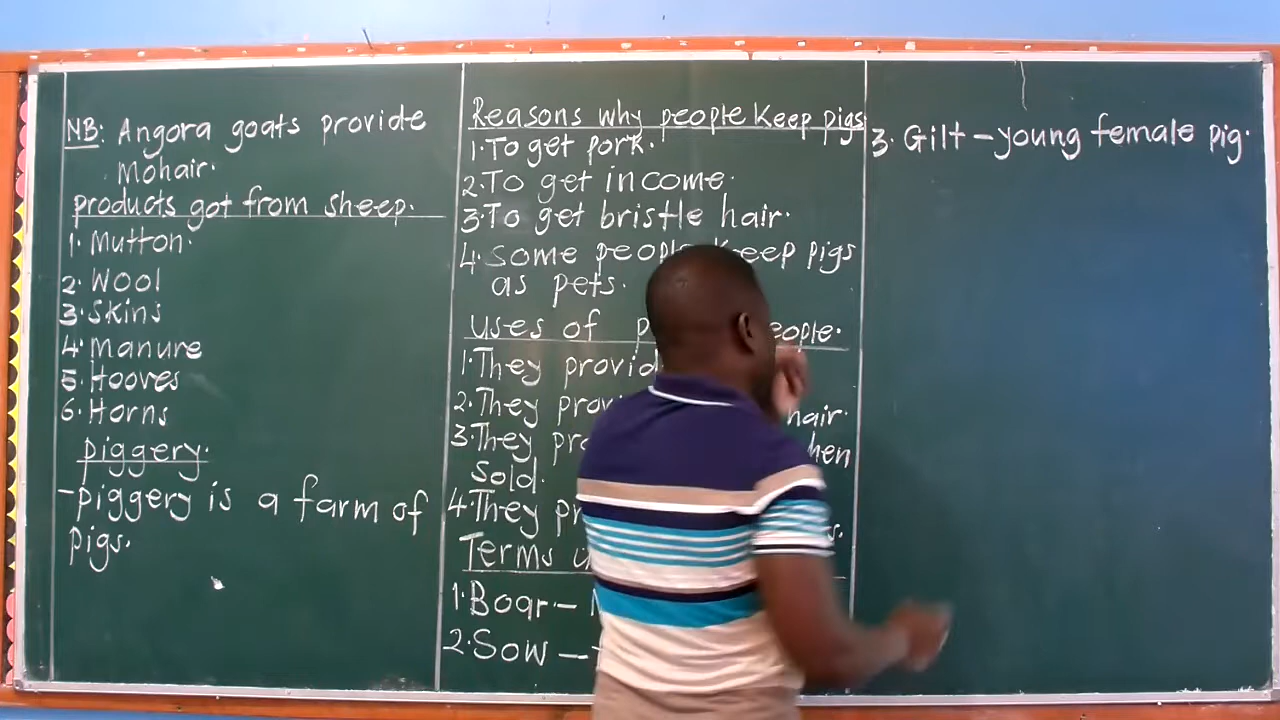 NB: Angora goats provide
Mohair.
products got from sheep.
1. Mutton.
2. Wool
3. Skins
4. Manure
5. Hooves
6. Horns
piggery.
-piggery is a farm of
pigs.
Reasons why people keep pigs
1. To get pork.
2. To get income.
3. To get bristle hair.
4. Some people keep pigs
as pets.
uses of
1. They
2. They hair.
3. They
sold.
4. They
Terms
1. Boar –
2. Sow –
3. Gilt – young female pig.